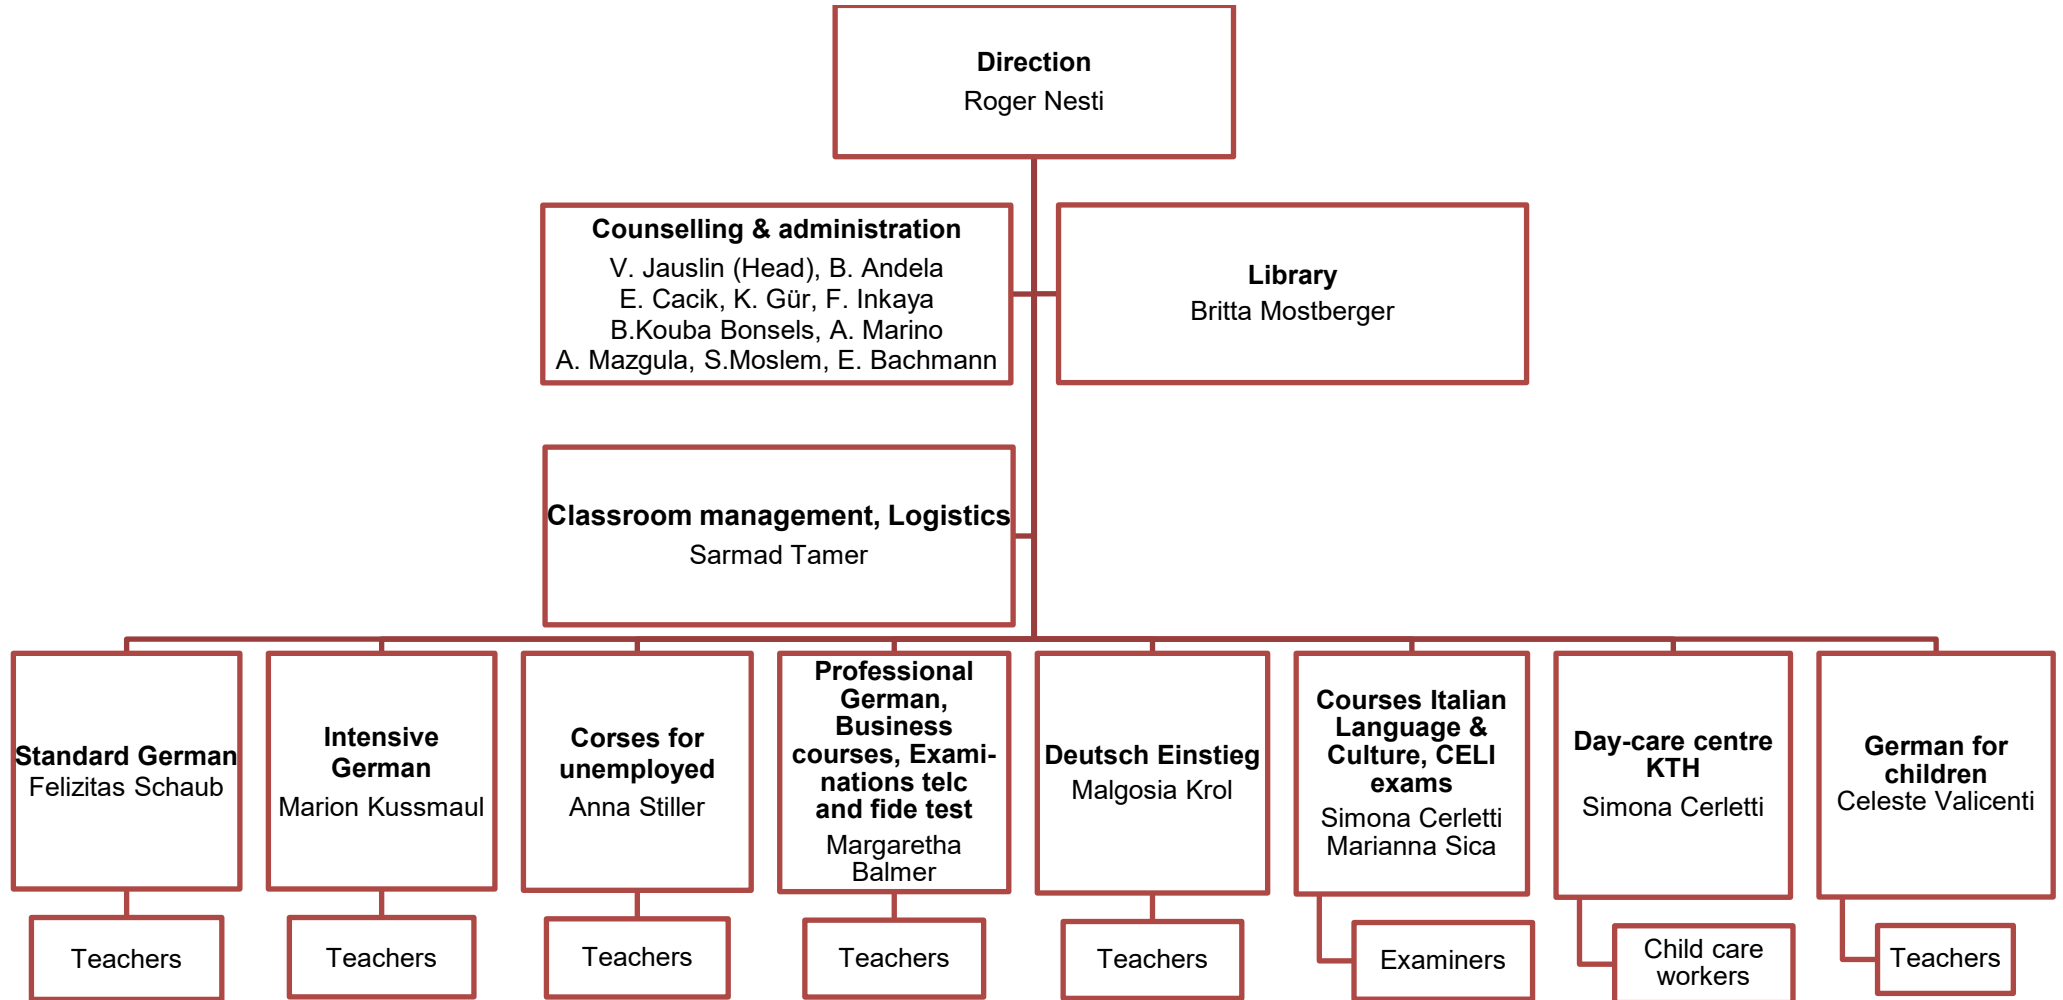 Direction
Roger Nesti
Counselling & administration
V. Jauslin (Head), B. Andela
E. Cacik, K. Gür, F. Inkaya
B.Kouba Bonsels, A. Marino
A. Mazgula, S.Moslem, E. Bachmann
Library
Britta Mostberger
Classroom management, Logistics
Sarmad Tamer
Standard German
Felizitas Schaub
Intensive
German
Marion Kussmaul
Corses for
unemployed
Anna Stiller
Professional
German,
Business
courses, Exami-
nations telc
and fide test
Margaretha
Balmer
Deutsch Einstieg
Malgosia Krol
Courses Italian
Language &
Culture, CELI
exams
Simona Cerletti
Marianna Sica
Day-care centre
KTH
Simona Cerletti
German for
children
Celeste Valicenti
Teachers
Teachers
Teachers
Teachers
Teachers
Examiners
Child care
workers
Teachers